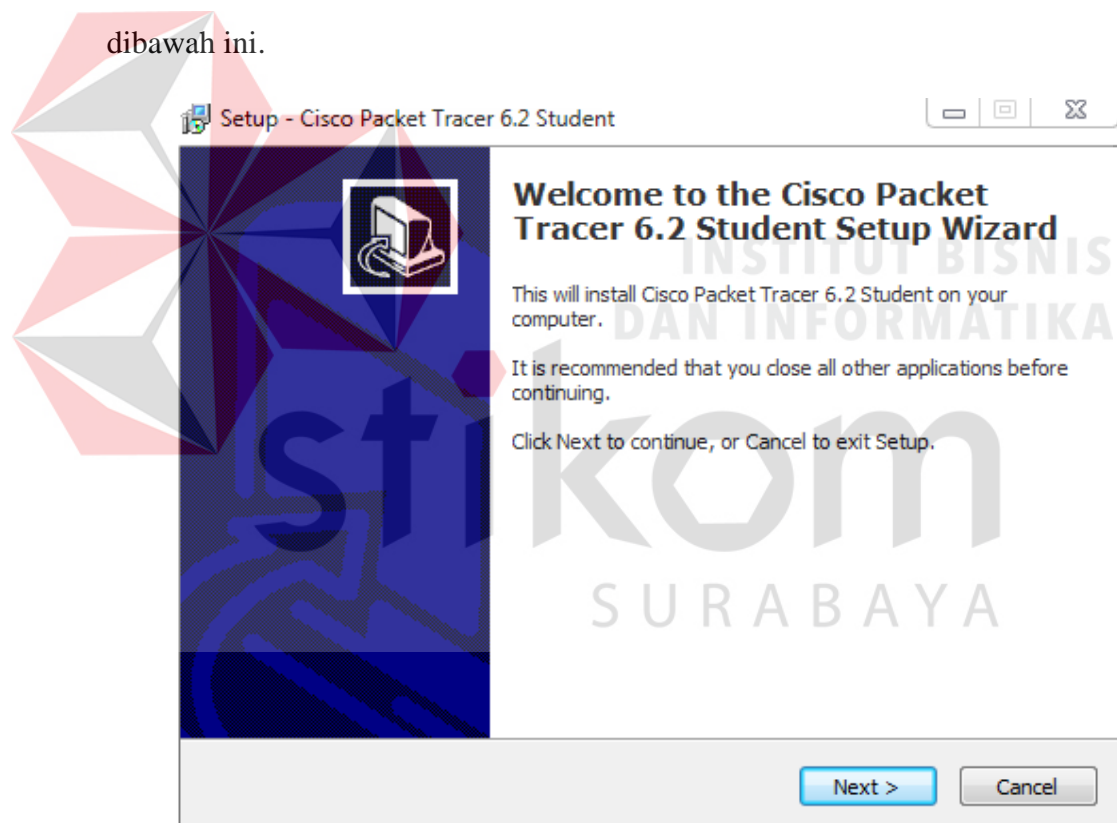 dibawah ini.
Setup - Cisco Packet Tracer 6.2 Student
Welcome to the Cisco Packet
Tracer 6.2 Student Setup Wizard
INSTITUT BISNIS
This will install Cisco Packet Tracer 6.2 Student on your
computer.
DAN INFORMATIKA
It is recommended that you close all other applications before
continuing.
stikom
Click Next to continue, or Cancel to exit Setup.
SURABAYA
Next >
Cancel